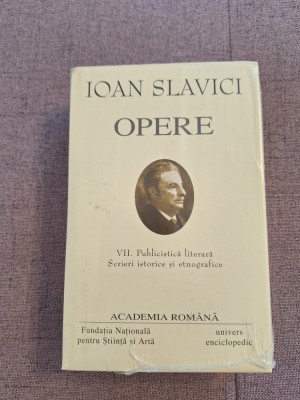 IOAN SLAVICI
OPERE
VII. Publicistică literară
Scrieri istorice și etnografice
ACADEMIA ROMÂNĂ
Fundația Națională
pentru Știință și Artă
univers
enciclopedic